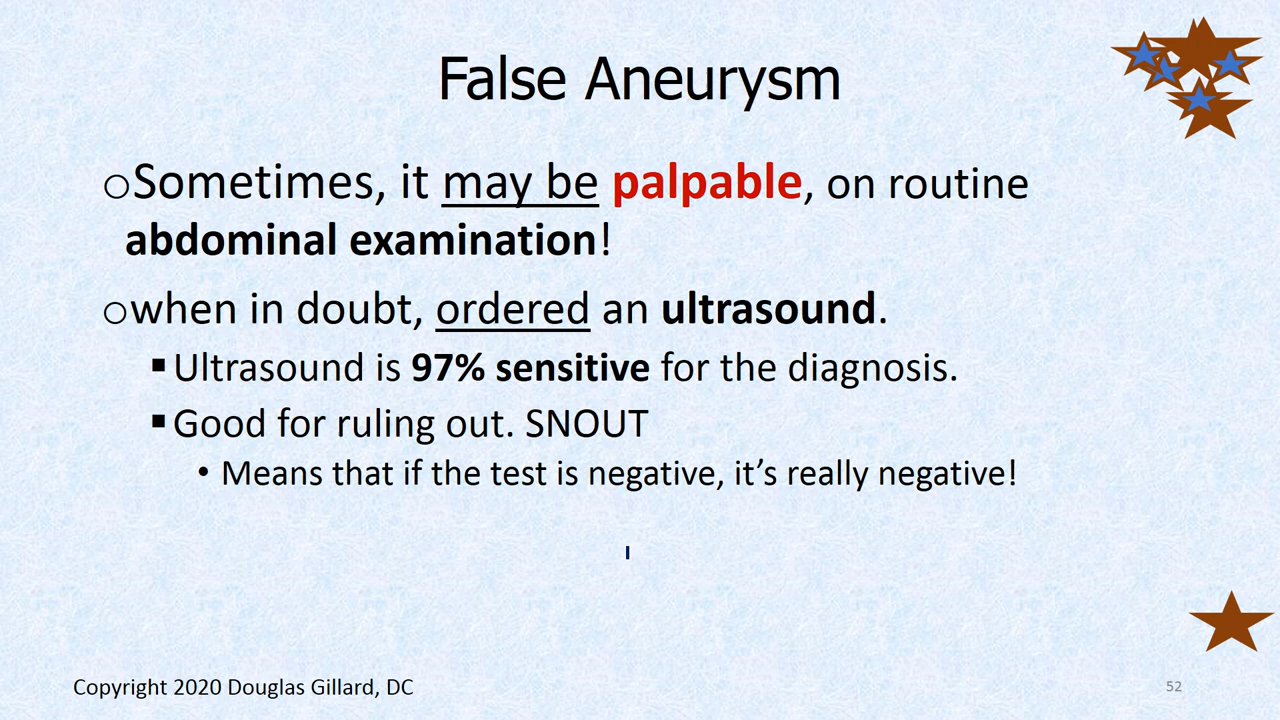 False Aneurysm
oSometimes, it may be palpable, on routine
abdominal examination!
owhen in doubt, ordered an ultrasound.
▪Ultrasound is 97% sensitive for the diagnosis.
▪Good for ruling out. SNOUT
• Means that if the test is negative, it’s really negative!
Copyright 2020 Douglas Gillard, DC
52